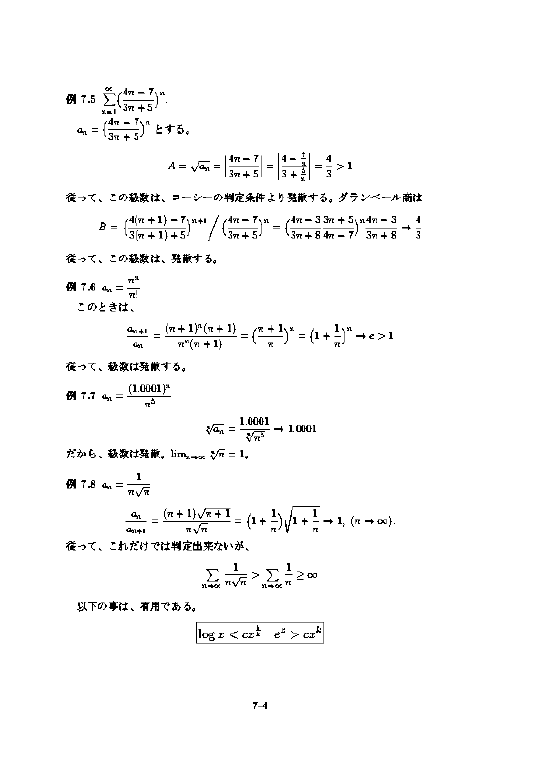 例 7.5 $\sum_{n=1}^{\infty}\left(\frac{4n-7}{3n+5}\right)^n$.
$a_n = \left(\frac{4n-7}{3n+5}\right)^n$ とする。
$A = \sqrt{a_n} = \left|\frac{4n-7}{3n+5}\right| = \left|\frac{4-\frac{7}{n}}{3+\frac{5}{n}}\right| = \frac{4}{3} > 1$
従って、この級数は、コーシーの判定条件より発散する。ダランベール商は
$B = \left(\frac{4(n+1)-7}{3(n+1)+5}\right)^{n+1} \Big/ \left(\frac{4n-7}{3n+5}\right)^n = \left(\frac{4n-3}{3n+8}\frac{3n+5}{4n-7}\right)^n \frac{4n-3}{3n+8} \to \frac{4}{3}$
従って、この級数は、発散する。
例 7.6 $a_n = \frac{n^n}{n!}$
このときは、
$\frac{a_{n+1}}{a_n} = \frac{(n+1)^n(n+1)}{n^n(n+1)} = \left(\frac{n+1}{n}\right)^n = \left(1+\frac{1}{n}\right)^n \to e > 1$
従って、級数は発散する。
例 7.7 $a_n = \frac{(1.0001)^n}{n^5}$
$\sqrt[n]{a_n} = \frac{1.0001}{\sqrt[n]{n^5}} \to 1.0001$
だから、級数は発散。$\lim_{n\to\infty} \sqrt[n]{n} = 1$。
例 7.8 $a_n = \frac{1}{n\sqrt{n}}$
$\frac{a_n}{a_{n+1}} = \frac{(n+1)\sqrt{n+1}}{n\sqrt{n}} = \left(1+\frac{1}{n}\right)\sqrt{1+\frac{1}{n}} \to 1,\ (n \to \infty).$
従って、これだけでは判定出来ないが、
$\sum_{n\to\infty} \frac{1}{n\sqrt{n}} > \sum_{n\to\infty} \frac{1}{n} \geq \infty$
以下の事は、有用である。
$\log x < cx^{\frac{1}{k}} \quad e^x > cx^k$
7–4